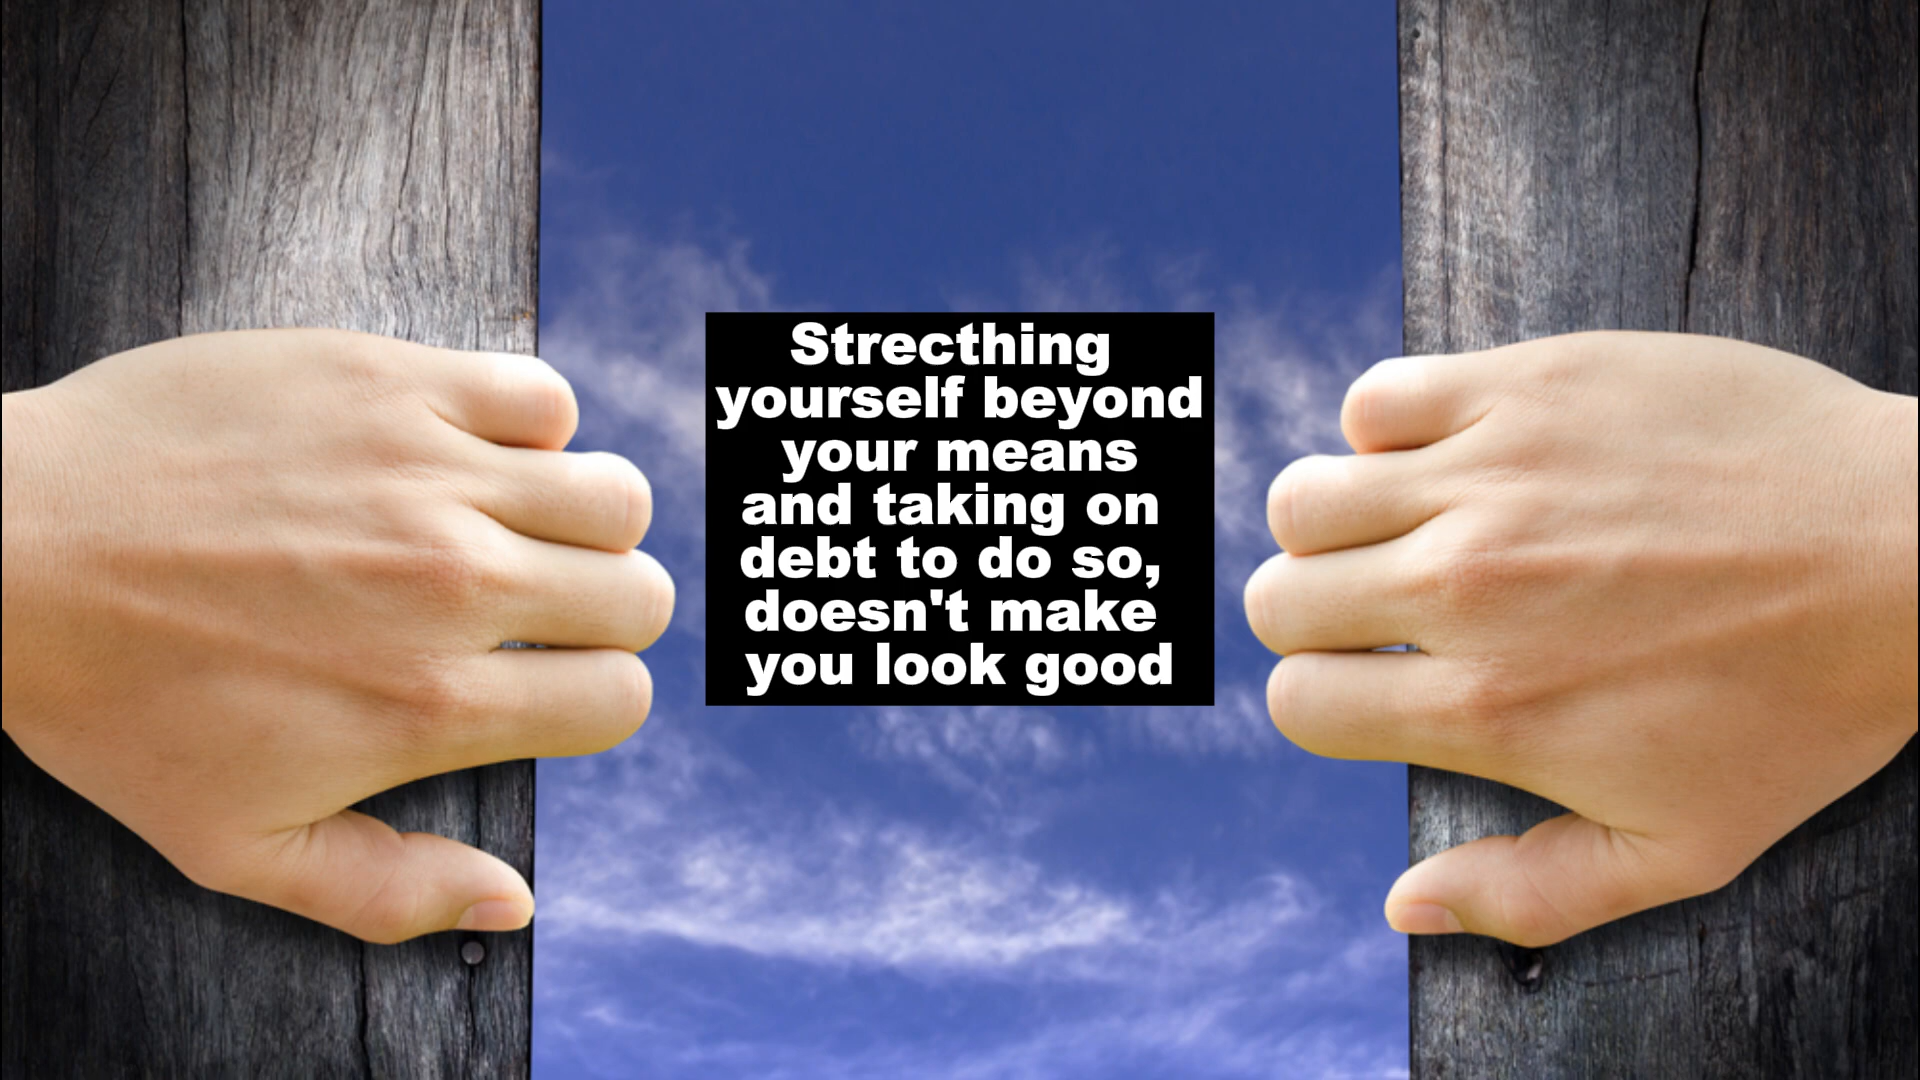 Strecthing
yourself beyond
your means
and taking on
debt to do so,
doesn't make
you look good